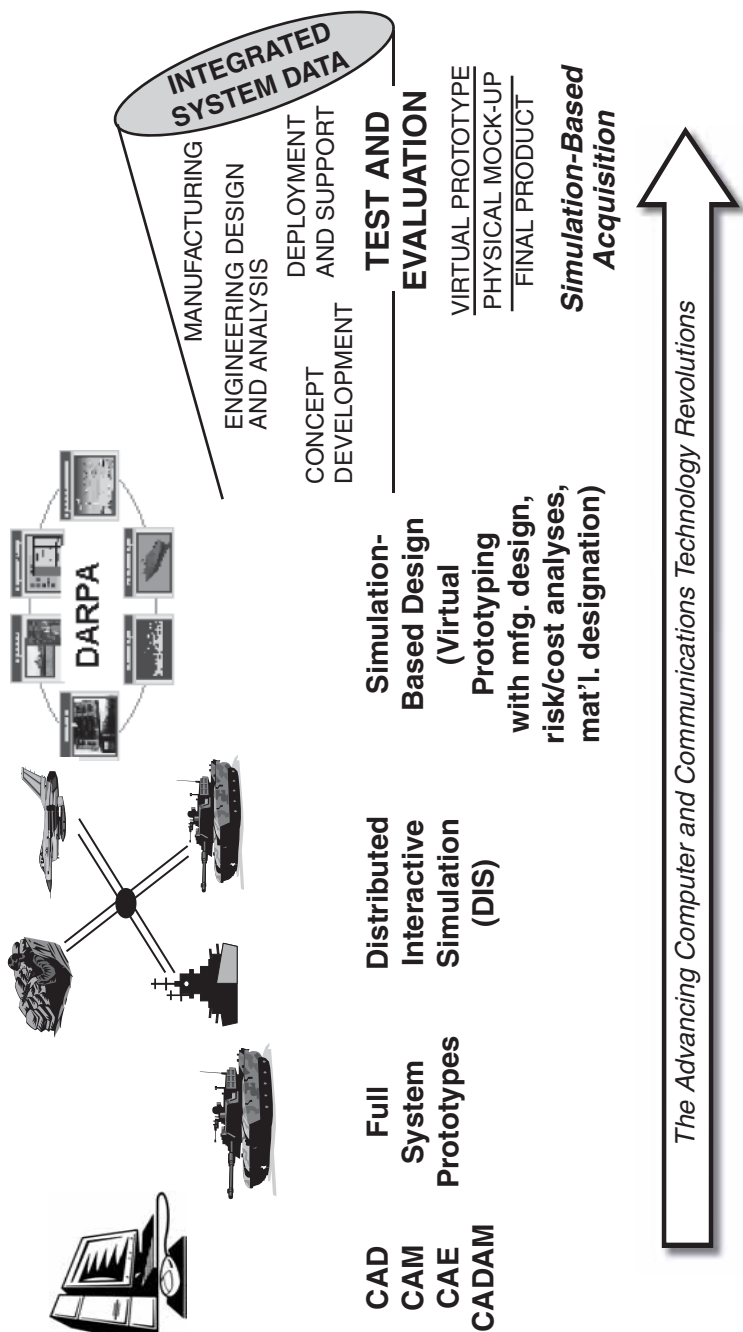 INTEGRATED
SYSTEM DATA
MANUFACTURING
ENGINEERING DESIGN
AND ANALYSIS
DEPLOYMENT
AND SUPPORT
CONCEPT
DEVELOPMENT
TEST AND
EVALUATION
VIRTUAL PROTOTYPE
PHYSICAL MOCK-UP
FINAL PRODUCT
Simulation-Based
Acquisition
DARPA
CAD
CAM
CAE
CADAM
Full
System
Prototypes
Distributed
Interactive
Simulation
(DIS)
Simulation-
Based Design
(Virtual
Prototyping
with mfg. design,
risk/cost analyses,
mat'l. designation)
The Advancing Computer and Communications Technology Revolutions